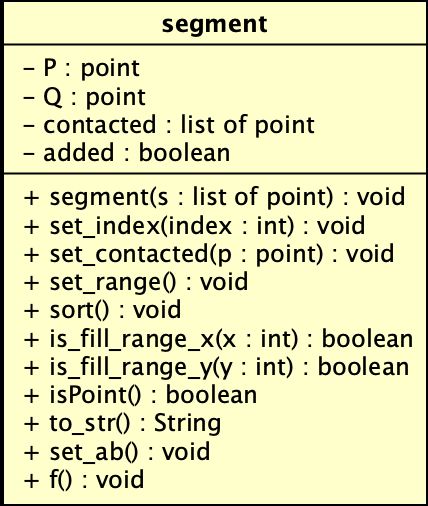 segment
– P : point
– Q : point
– contacted : list of point
– added : boolean
+ segment(s : list of point) : void
+ set_index(index : int) : void
+ set_contacted(p : point) : void
+ set_range() : void
+ sort() : void
+ is_fill_range_x(x : int) : boolean
+ is_fill_range_y(y : int) : boolean
+ isPoint() : boolean
+ to_str() : String
+ set_ab() : void
+ f() : void